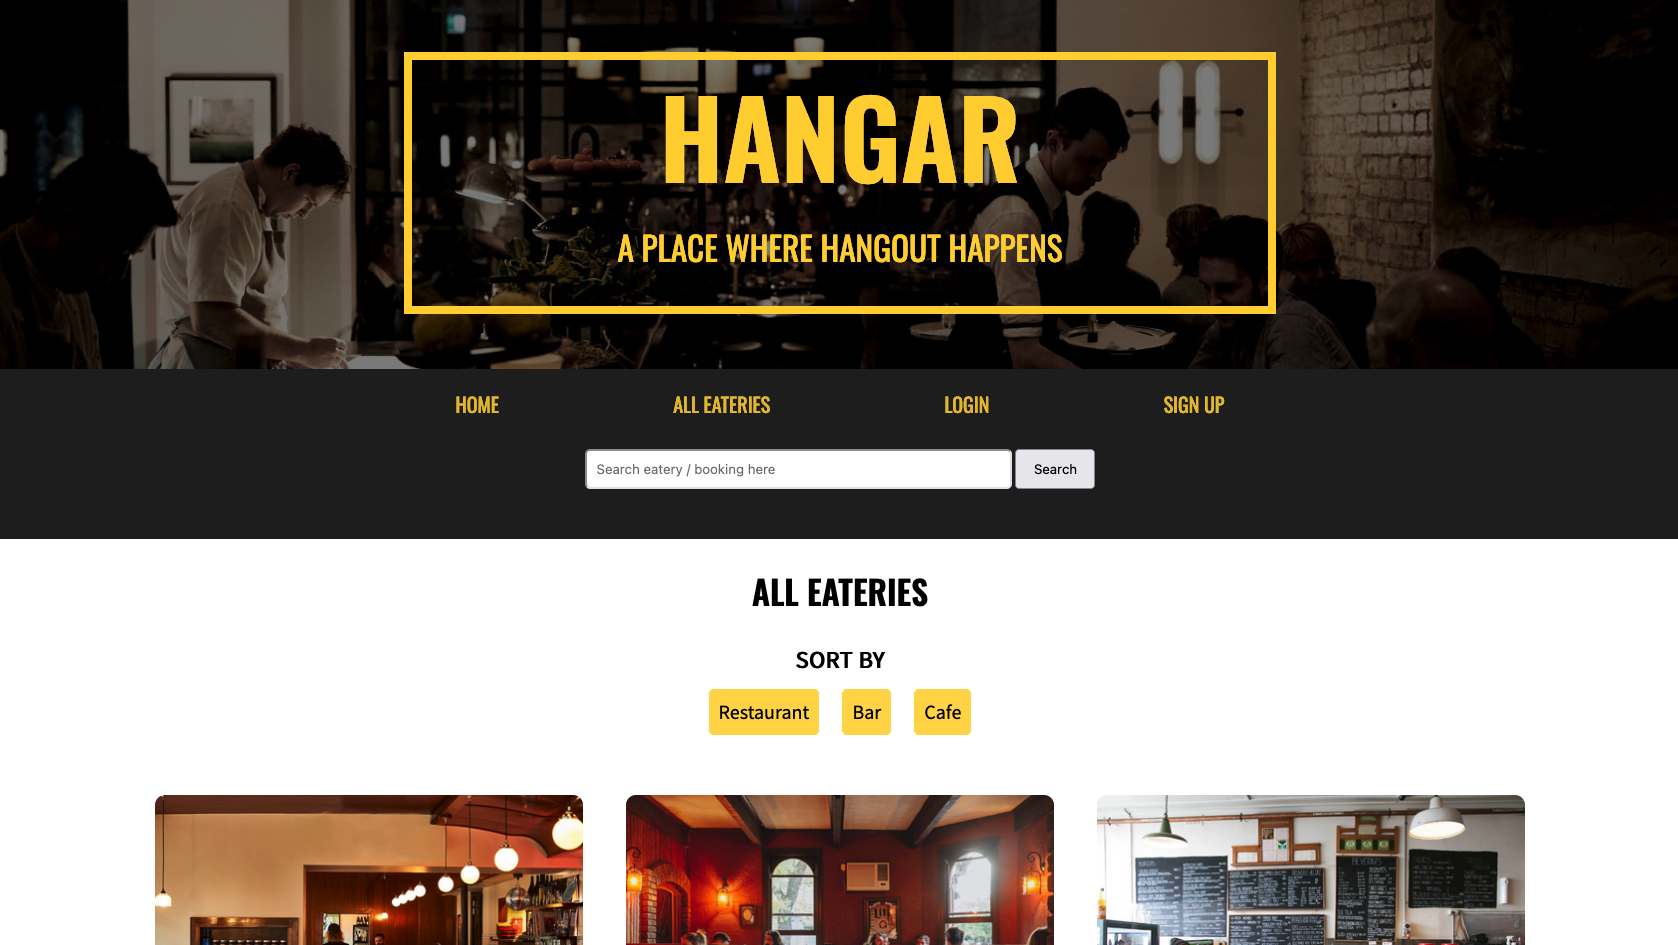 HANGAR
A PLACE WHERE HANGOUT HAPPENS
HOME ALL EATERIES LOGIN SIGN UP
Search eatery / booking here Search
ALL EATERIES
SORT BY
Restaurant Bar Cafe